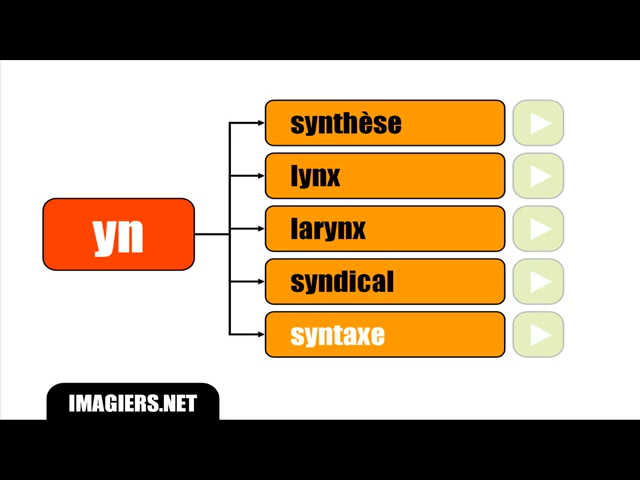 synthèse
lynx
yn
larynx
syndical
syntaxe
IMAGIERS.NET